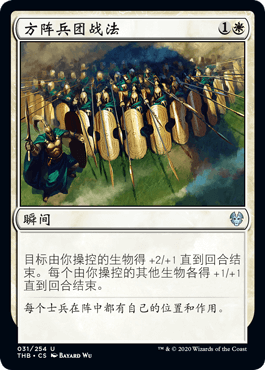 方阵兵团战法 1
瞬间
目标由你操控的生物得 +2/+1 直到回合结
束。每个由你操控的其他生物各得 +1/+1
直到回合结束。
每个士兵在阵中都有自己的位置和作用。
031/254 U
THB • CS BAYARD WU
™ & © 2020 Wizards of the Coast